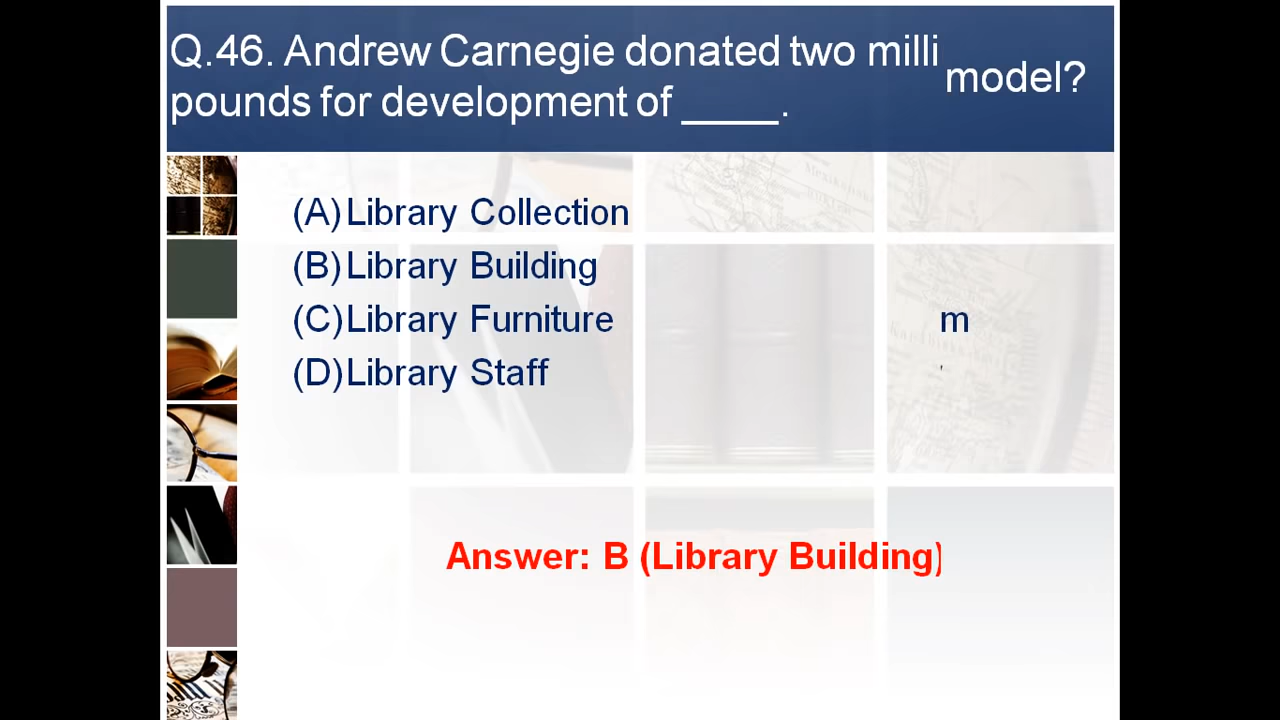 Q.46. Andrew Carnegie donated two milli
model?
pounds for development of _____.
(A) Library Collection
(B) Library Building
(C) Library Furniture
m
(D) Library Staff
Answer: B (Library Building)